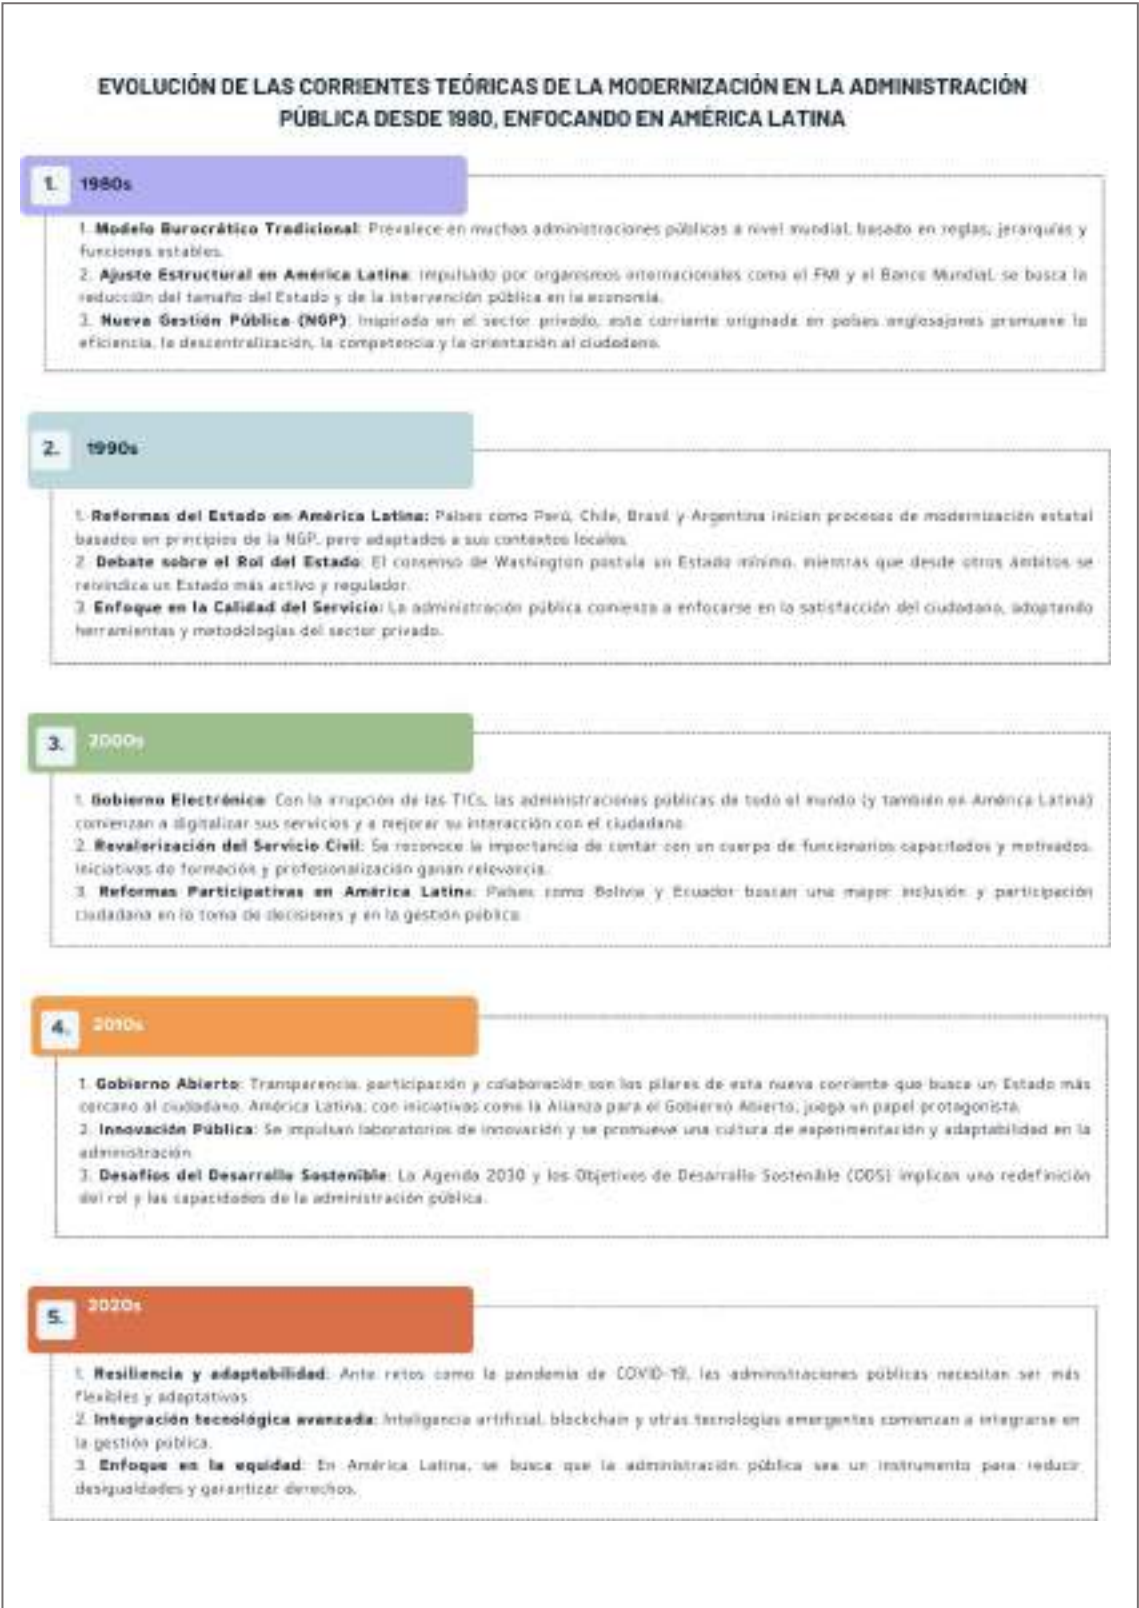 EVOLUCIÓN DE LAS CORRIENTES TEÓRICAS DE LA MODERNIZACIÓN EN LA ADMINISTRACIÓN
PÚBLICA DESDE 1980, ENFOCANDO EN AMÉRICA LATINA
1. 1980s
1. Modelo Burocrático Tradicional: Prevalece en muchas administraciones públicas a nivel mundial, basado en reglas, jerarquías y
funciones estables.
2. Ajuste Estructural en América Latina: Impulsado por organismos internacionales como el FMI y el Banco Mundial, se busca la
reducción del tamaño del Estado y de la intervención pública en la economía.
3. Nueva Gestión Pública (NGP): Inspirada en el sector privado, esta corriente originada en países anglosajones promueve la
eficiencia, la descentralización, la competencia y la orientación al ciudadano.
2. 1990s
1. Reformas del Estado en América Latina: Países como Perú, Chile, Brasil y Argentina inician procesos de modernización estatal
basados en principios de la NGP, pero adaptados a sus contextos locales.
2. Debate sobre el Rol del Estado: El consenso de Washington postula un Estado mínimo, mientras que desde otros ámbitos se
reivindica un Estado más activo y regulador.
3. Enfoque en la Calidad del Servicio: La administración pública comienza a enfocarse en la satisfacción del ciudadano, adoptando
herramientas y metodologías del sector privado.
3. 2000s
1. Gobierno Electrónico: Con la irrupción de las TICs, las administraciones públicas de todo el mundo (y también en América Latina)
comienzan a digitalizar sus servicios y a mejorar su interacción con el ciudadano.
2. Revalorización del Servicio Civil: Se reconoce la importancia de contar con un cuerpo de funcionarios capacitados y motivados.
Iniciativas de formación y profesionalización ganan relevancia.
3. Reformas Participativas en América Latina: Países como Bolivia y Ecuador buscan una mayor inclusión y participación
ciudadana en la toma de decisiones y en la gestión pública.
4. 2010s
1. Gobierno Abierto: Transparencia, participación y colaboración son los pilares de esta nueva corriente que busca un Estado más
cercano al ciudadano. América Latina, con iniciativas como la Alianza para el Gobierno Abierto, juega un papel protagonista.
2. Innovación Pública: Se impulsan laboratorios de innovación y se promueve una cultura de experimentación y adaptabilidad en la
administración.
3. Desafíos del Desarrollo Sostenible: La Agenda 2030 y los Objetivos de Desarrollo Sostenible (ODS) implican una redefinición
del rol y las capacidades de la administración pública.
5. 2020s
1. Resiliencia y adaptabilidad: Ante retos como la pandemia de COVID-19, las administraciones públicas necesitan ser más
flexibles y adaptativas.
2. Integración tecnológica avanzada: Inteligencia artificial, blockchain y otras tecnologías emergentes comienzan a integrarse en
la gestión pública.
3. Enfoque en la equidad: En América Latina, se busca que la administración pública sea un instrumento para reducir
desigualdades y garantizar derechos.